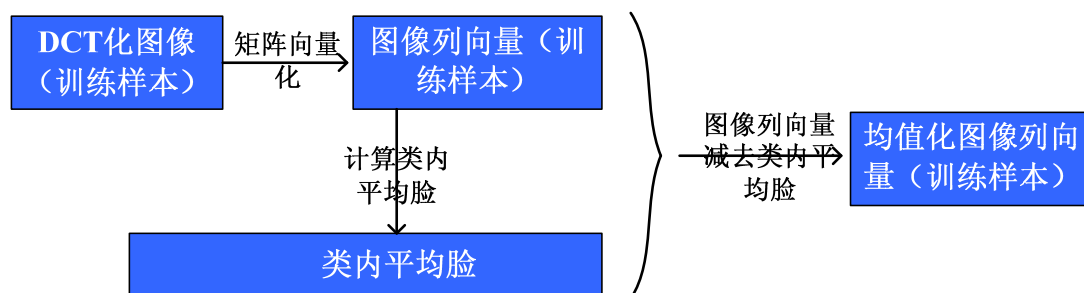 DCT化图像
（训练样本）
矩阵向量
化
图像列向量（训
练样本）
计算类内
平均脸
类内平均脸
图像列向量
减去类内平
均脸
均值化图像列向
量（训练样本）